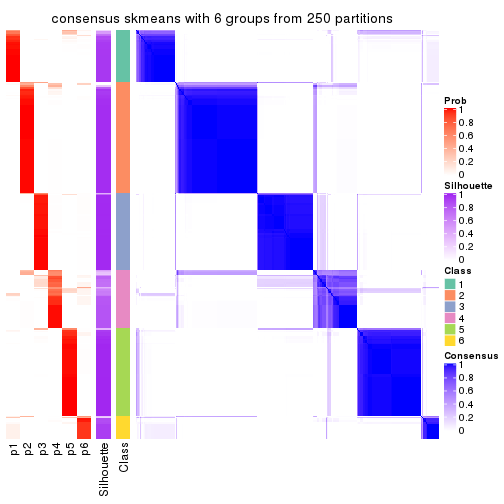 consensus skmeans with 6 groups from 250 partitions
Prob
1
0.8
0.6
0.4
0.2
0
Silhouette
1
0.8
0.6
0.4
0.2
0
Class
1
2
3
4
5
6
Consensus
1
0.8
0.6
0.4
0.2
0
p1
p2
p3
p4
p5
p6
Silhouette
Class